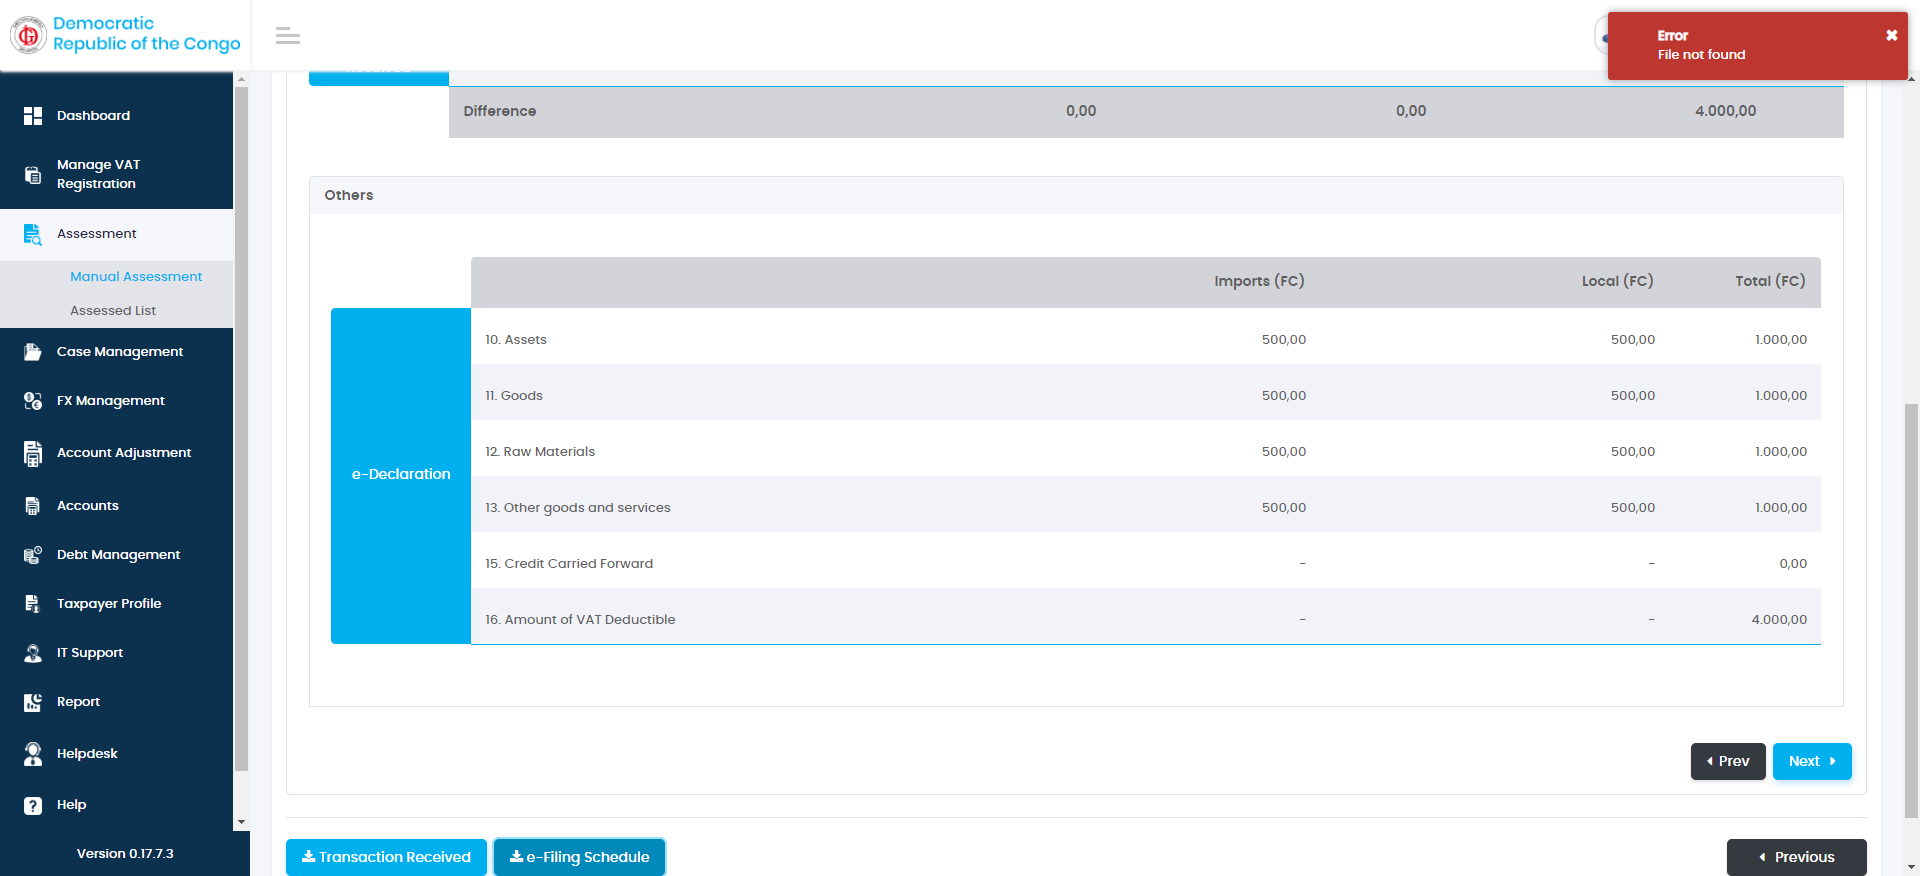 Democratic
Republic of the Congo
Error
File not found
Dashboard
Manage VAT
Registration
Assessment
Manual Assessment
Assessed List
Case Management
FX Management
Account Adjustment
Accounts
Debt Management
Taxpayer Profile
IT Support
Report
Helpdesk
Help
Version 0.17.7.3
Difference 0,00 0,00 4.000,00
Others
Imports (FC) Local (FC) Total (FC)
e-Declaration
10. Assets 500,00 500,00 1.000,00
11. Goods 500,00 500,00 1.000,00
12. Raw Materials 500,00 500,00 1.000,00
13. Other goods and services 500,00 500,00 1.000,00
15. Credit Carried Forward - - 0,00
16. Amount of VAT Deductible - - 4.000,00
Prev Next
Transaction Received e-Filing Schedule Previous